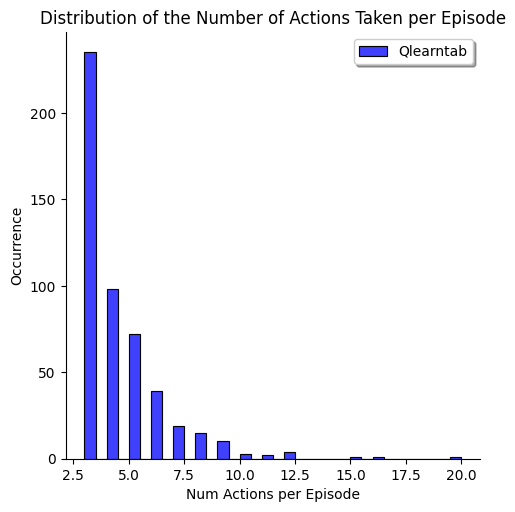 Distribution of the Number of Actions Taken per Episode
Qlearntab
200
150
100
50
0
Occurrence
2.5 5.0 7.5 10.0 12.5 15.0 17.5 20.0
Num Actions per Episode